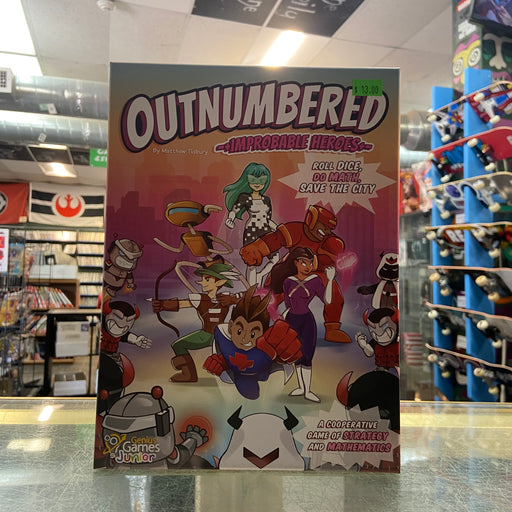 $ 13.00
OUTNUMBERED
IMPROBABLE HEROES
By Matthew Tisbury
ROLL DICE,
DO MATH,
SAVE THE CITY
A COOPERATIVE
GAME OF STRATEGY
AND MATHEMATICS
Genius
Games
Junior